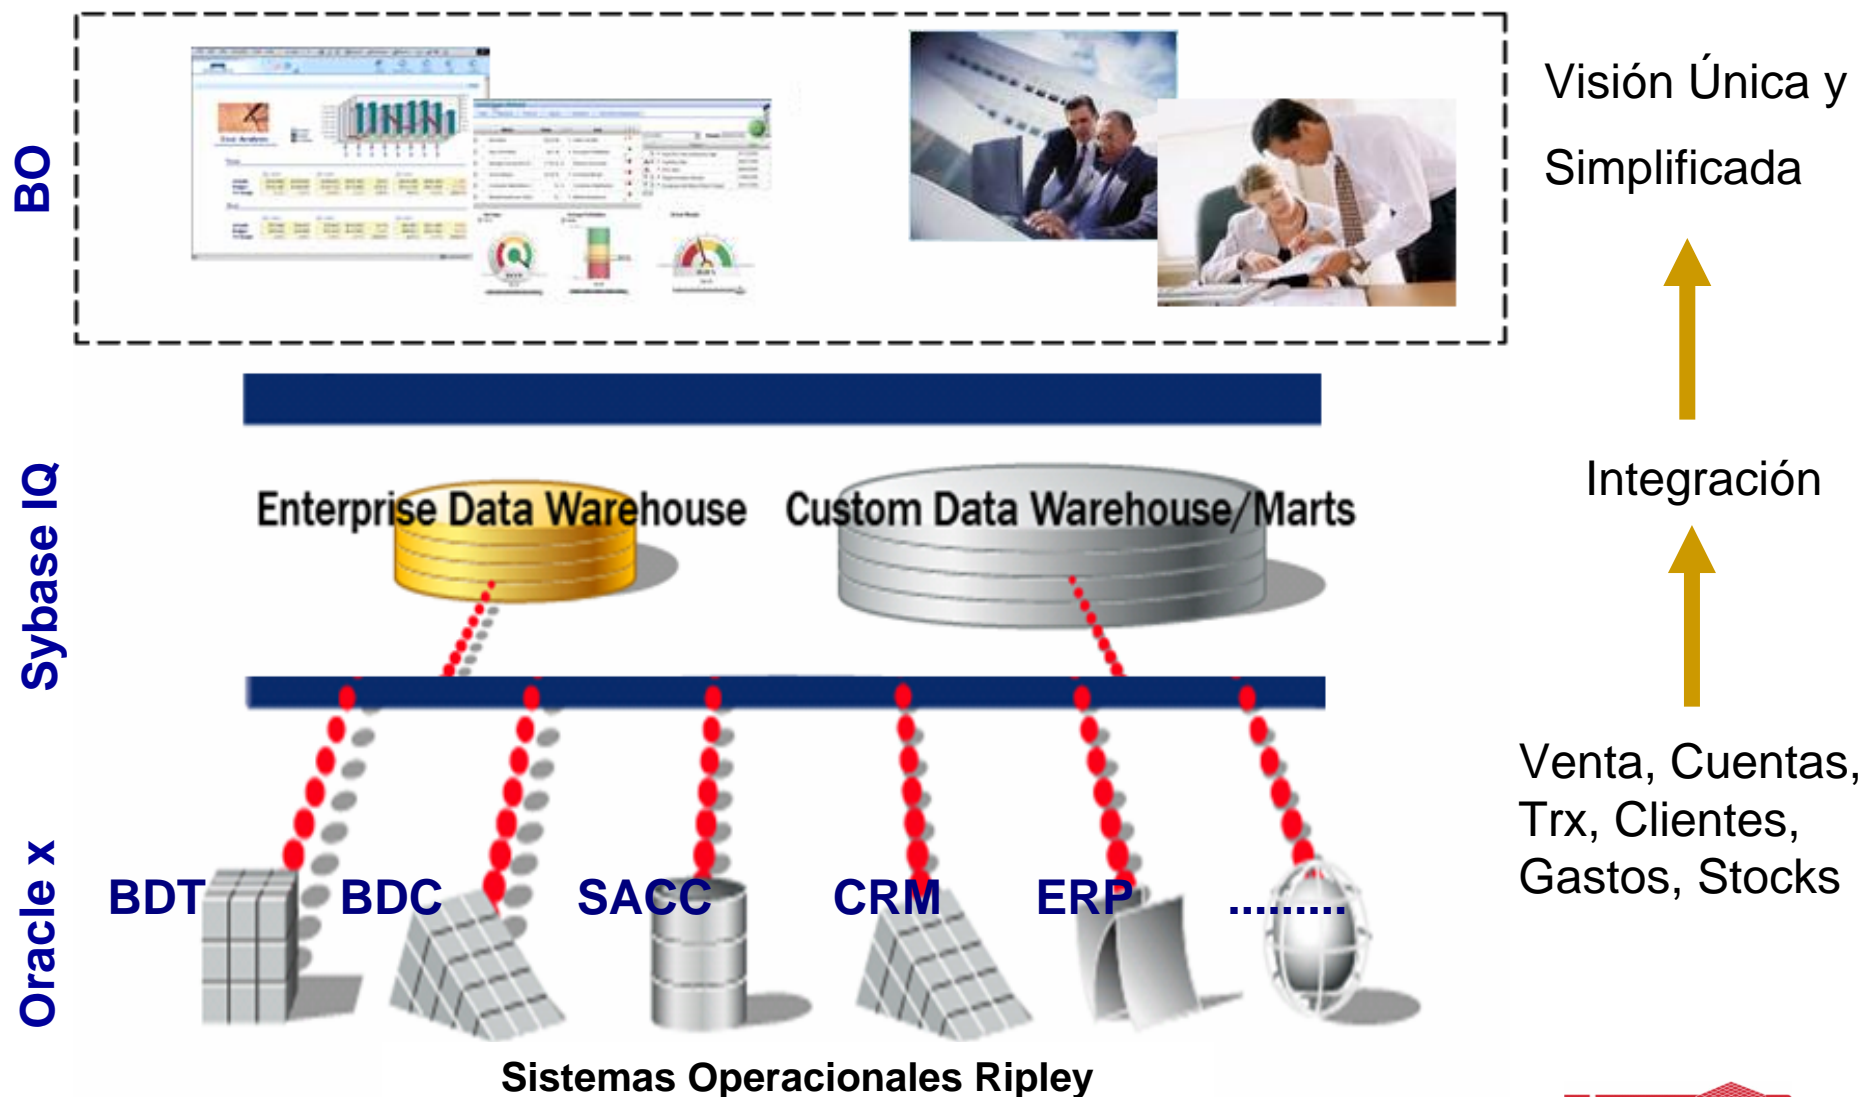 BO
Visión Única y
Simplificada
Sybase IQ
Enterprise Data Warehouse
Custom Data Warehouse/Marts
Integración
Oracle x
BDT
BDC
SACC
CRM
ERP
.........
Venta, Cuentas,
Trx, Clientes,
Gastos, Stocks
Sistemas Operacionales Ripley